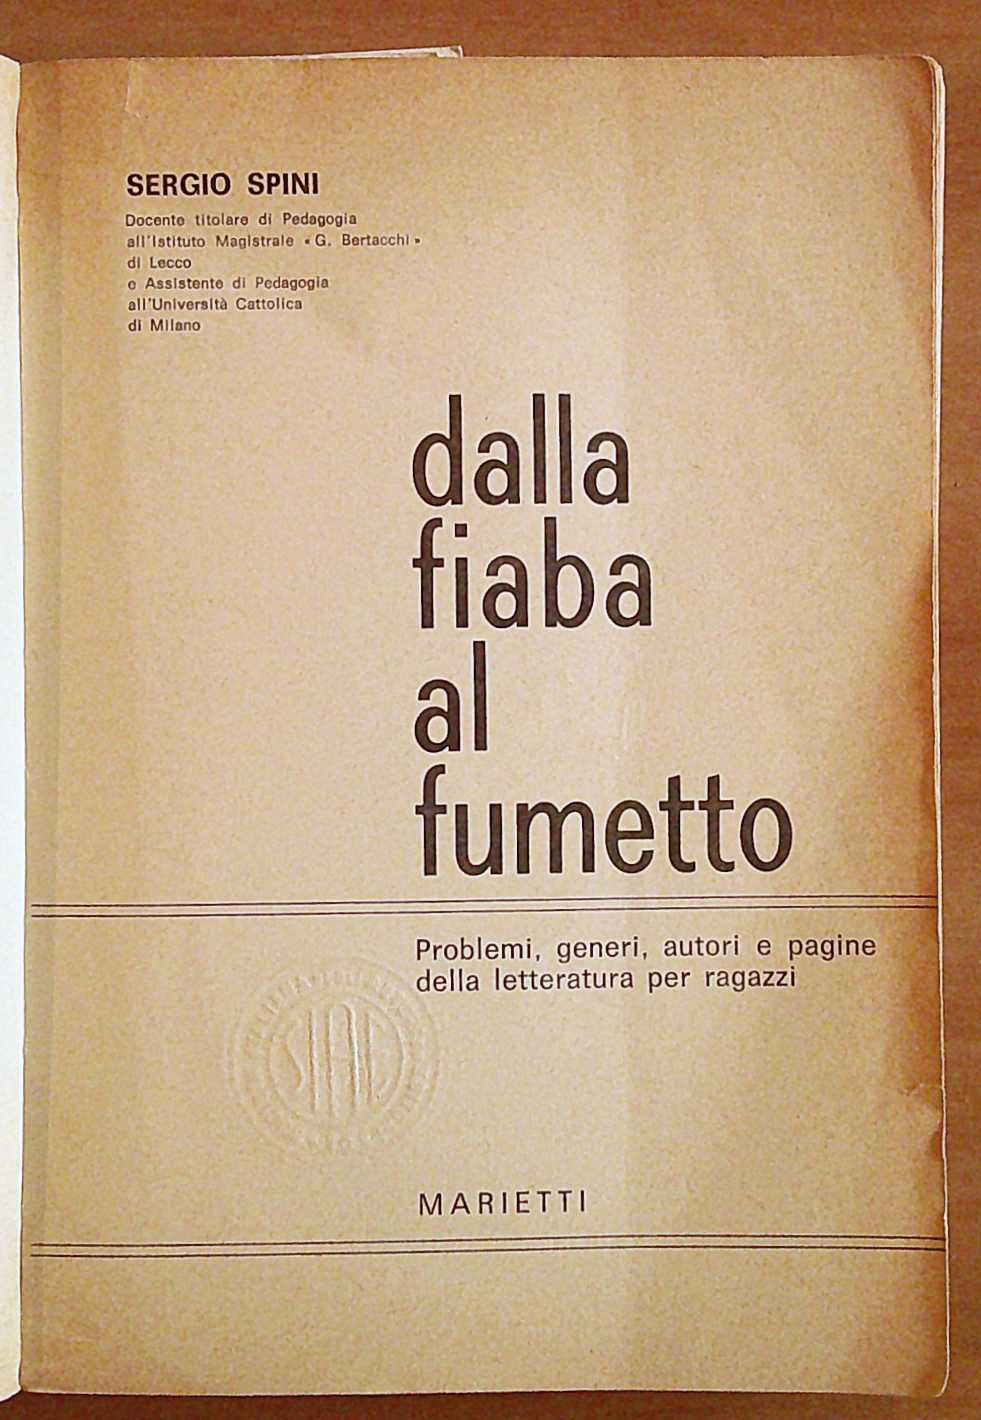 SERGIO SPINI
Docente titolare di Pedagogia
all'Istituto Magistrale « G. Bertacchi »
di Lecco
e Assistente di Pedagogia
all'Università Cattolica
di Milano
dalla
fiaba
al
fumetto
Problemi, generi, autori e pagine
della letteratura per ragazzi
SIAE
MARIETTI